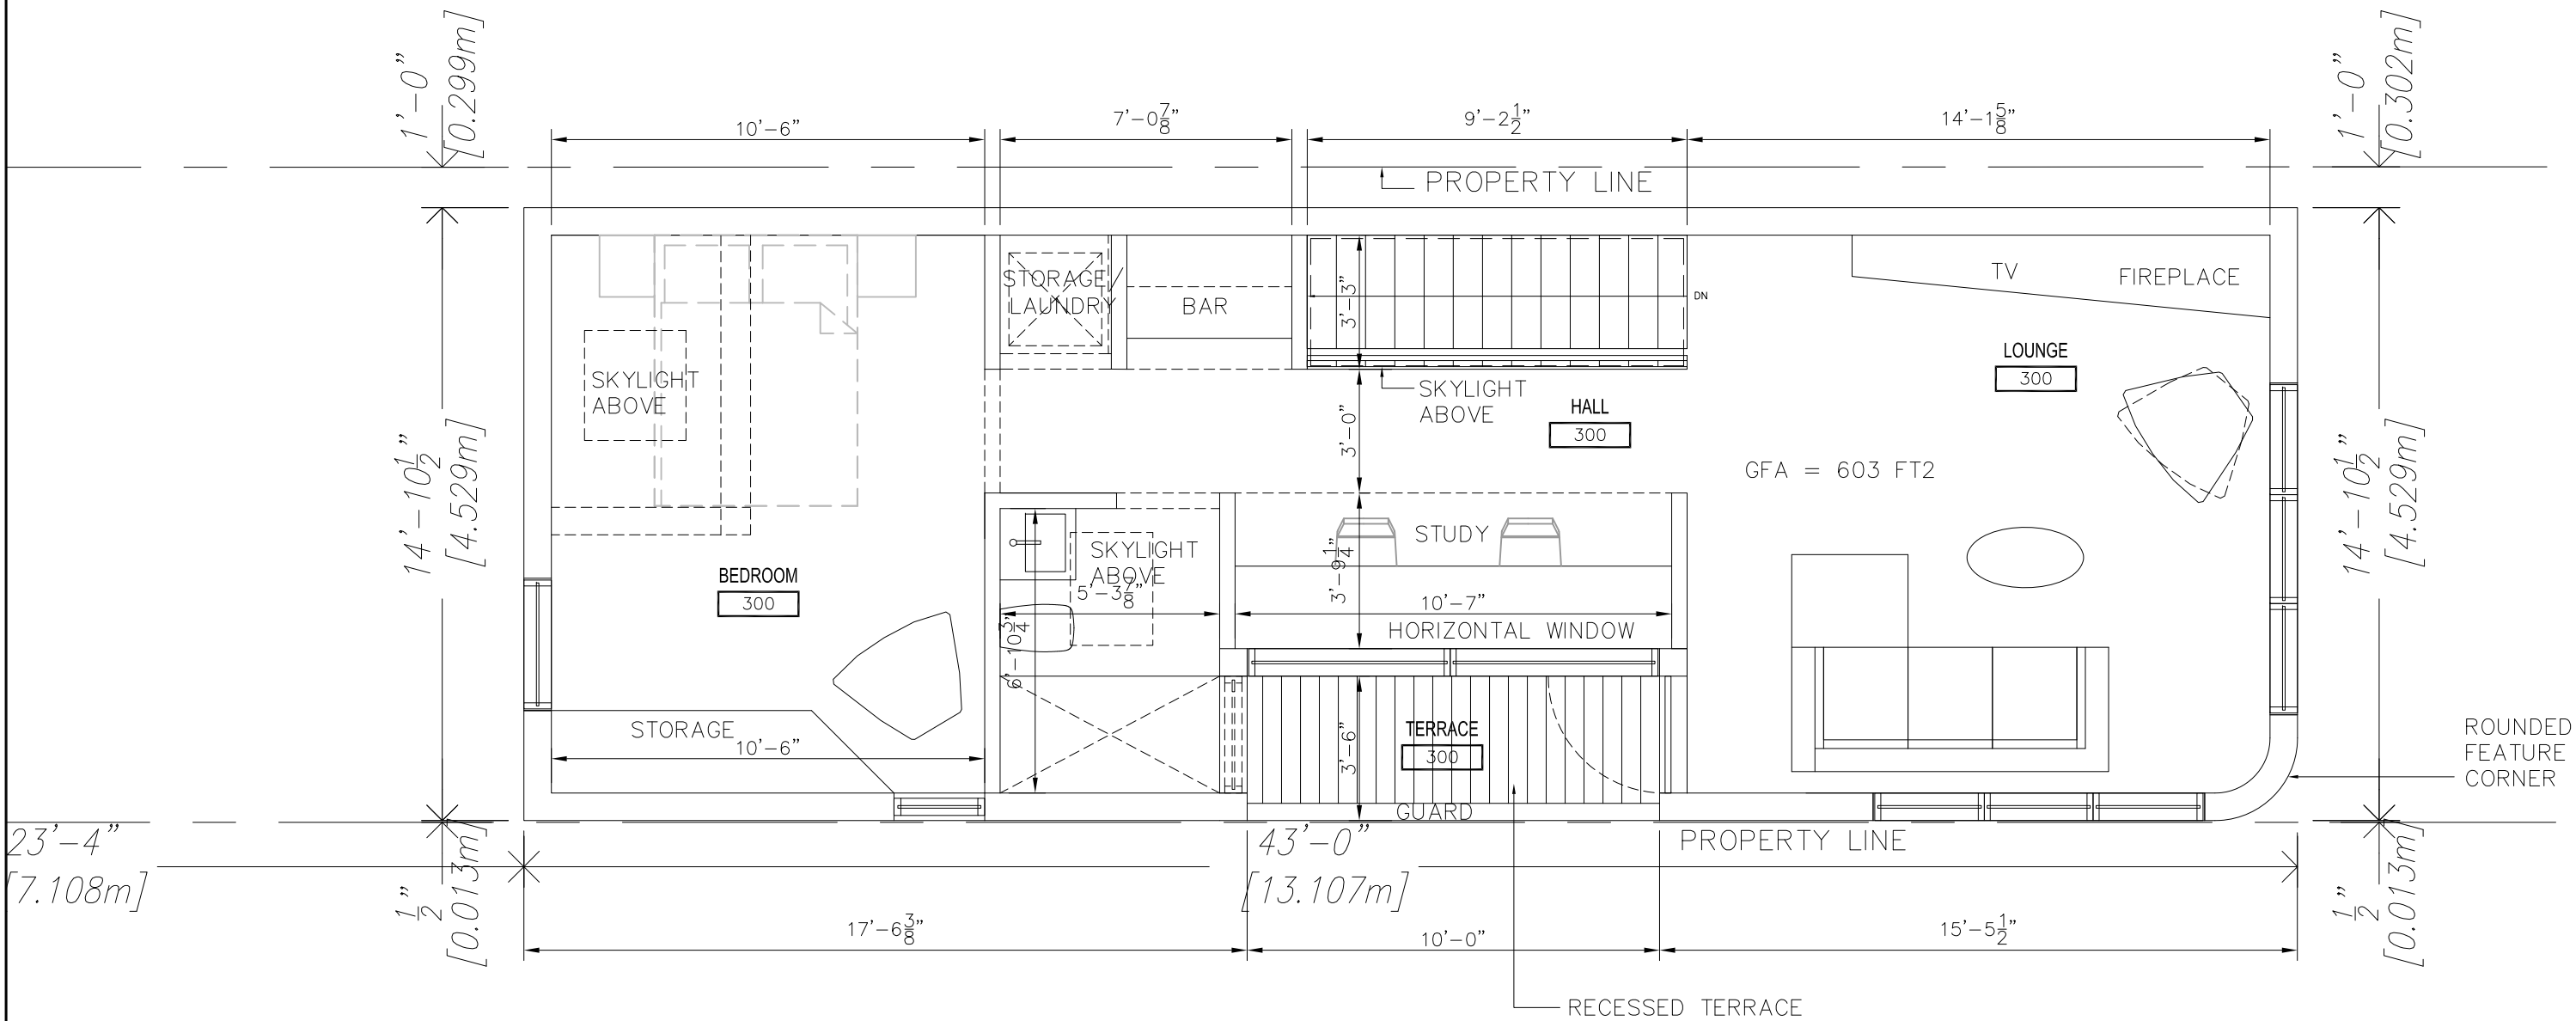 1'-0"
[0.299m]
1'-0"
[0.302m]
10'-6"
7'-0 7/8"
9'-2 1/2"
14'-1 5/8"
PROPERTY LINE
STORAGE
LAUNDRY
BAR
3'-3"
DN
TV
FIREPLACE
LOUNGE
300
SKYLIGHT
ABOVE
SKYLIGHT
ABOVE
HALL
300
3'-0"
14'-10 1/2"
[4.529m]
14'-10 1/2"
[4.529m]
GFA = 603 FT2
STUDY
SKYLIGHT
ABOVE
5'-3 7/8"
3'-9 1/4"
BEDROOM
300
10'-7"
HORIZONTAL WINDOW
6'-10 3/4"
STORAGE
10'-6"
3'-6"
TERRACE
300
GUARD
ROUNDED
FEATURE
CORNER
23'-4"
[7.108m]
43'-0"
[13.107m]
PROPERTY LINE
1/2"
[0.013m]
1/2"
[0.013m]
17'-6 3/8"
10'-0"
15'-5 1/2"
RECESSED TERRACE